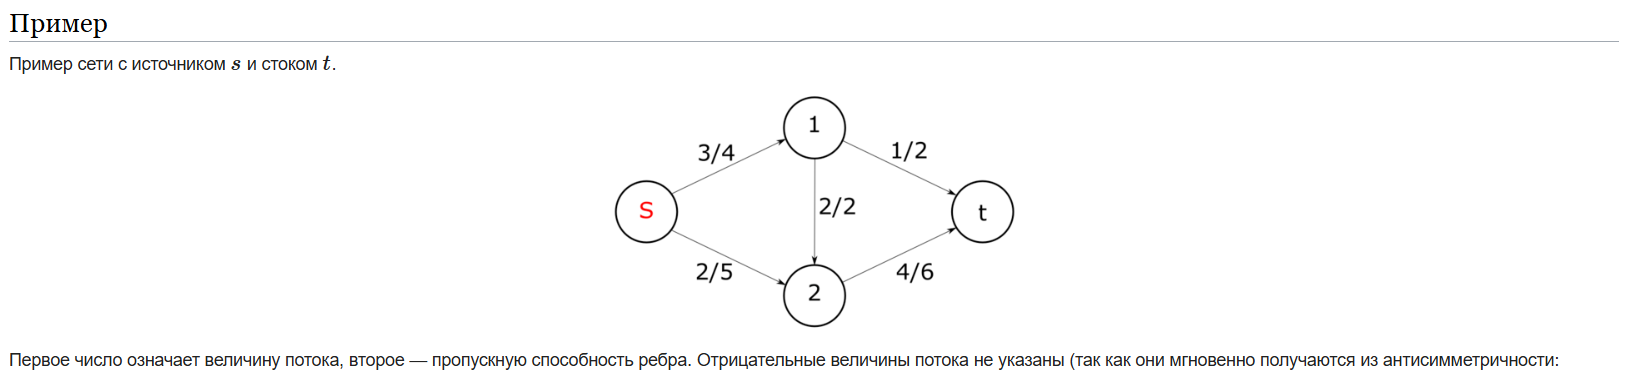 Пример
Пример сети с источником s и стоком t.
1
3/4
1/2
S
2/2
t
2/5
4/6
2
Первое число означает величину потока, второе — пропускную способность ребра. Отрицательные величины потока не указаны (так как они мгновенно получаются из антисимметричности: